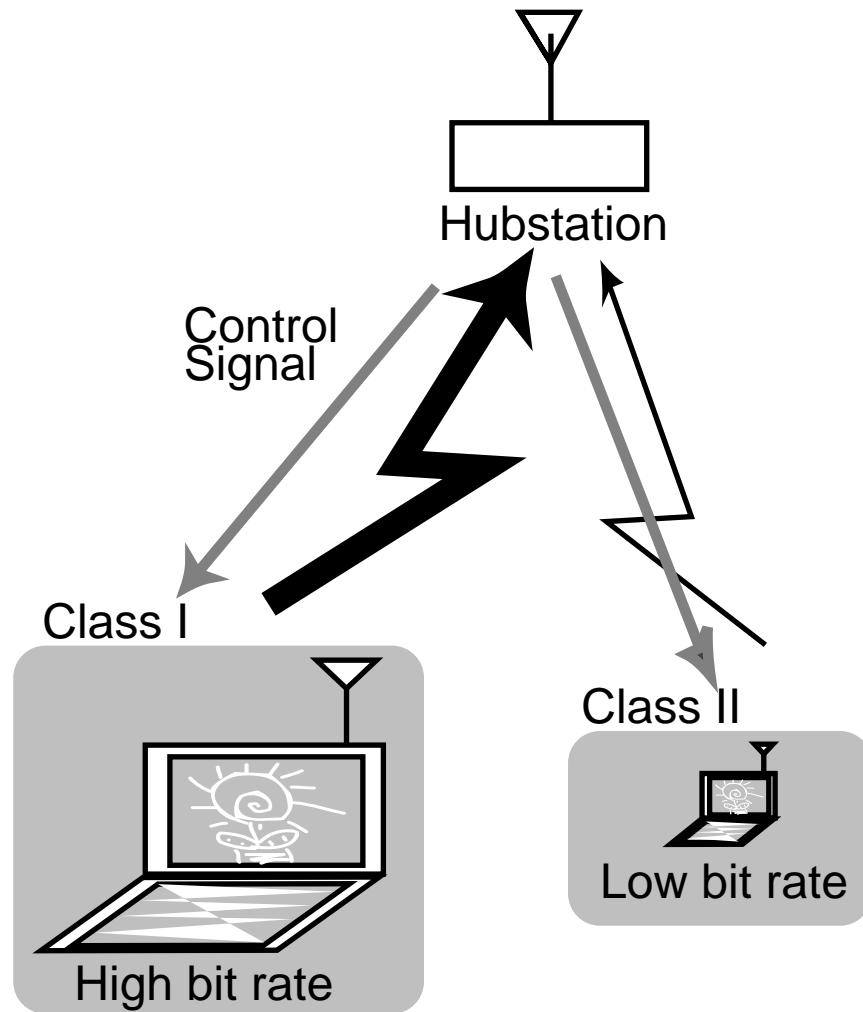 Hubstation
Control
Signal
Class I
Class II
Low bit rate
High bit rate